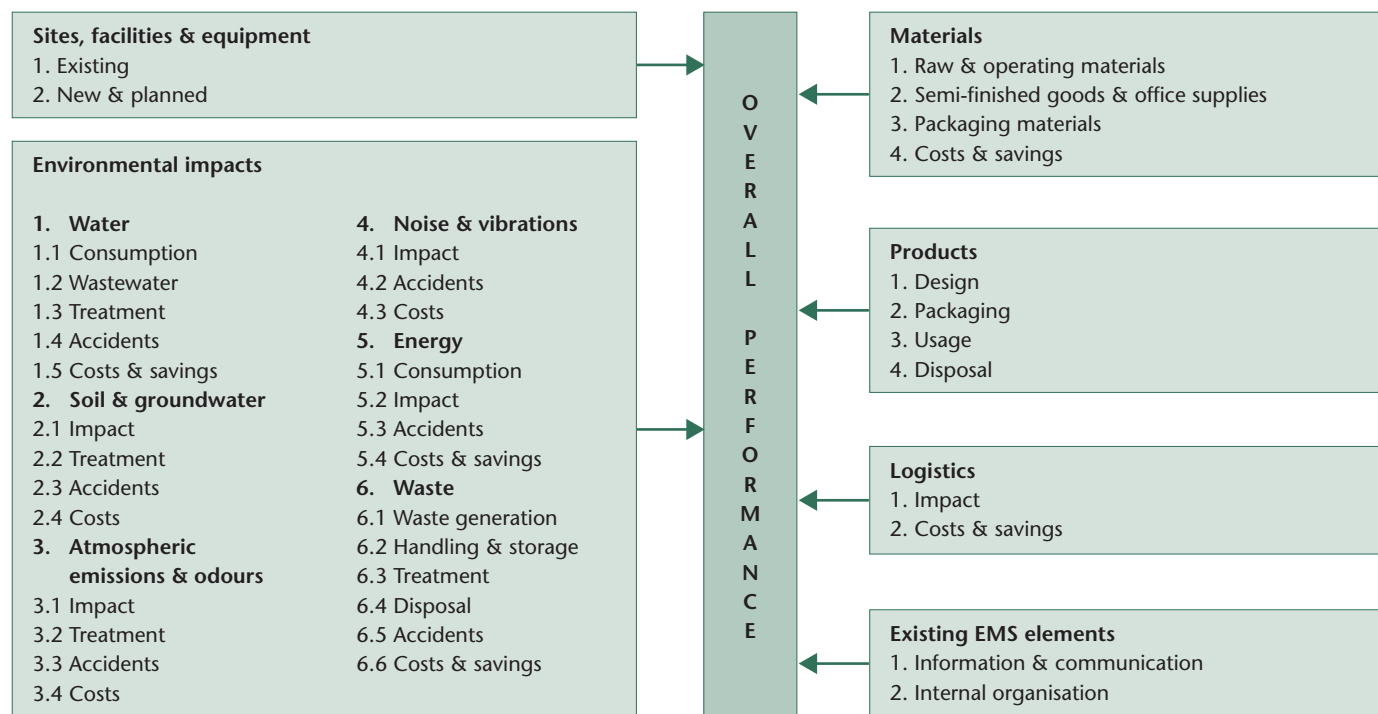 Sites, facilities & equipment
1. Existing
2. New & planned
Environmental impacts
1. Water
1.1 Consumption
1.2 Wastewater
1.3 Treatment
1.4 Accidents
1.5 Costs & savings
2. Soil & groundwater
2.1 Impact
2.2 Treatment
2.3 Accidents
2.4 Costs
3. Atmospheric
emissions & odours
3.1 Impact
3.2 Treatment
3.3 Accidents
3.4 Costs
4. Noise & vibrations
4.1 Impact
4.2 Accidents
4.3 Costs
5. Energy
5.1 Consumption
5.2 Impact
5.3 Accidents
5.4 Costs & savings
6. Waste
6.1 Waste generation
6.2 Handling & storage
6.3 Treatment
6.4 Disposal
6.5 Accidents
6.6 Costs & savings
OVERALL PERFORMANCE
Materials
1. Raw & operating materials
2. Semi-finished goods & office supplies
3. Packaging materials
4. Costs & savings
Products
1. Design
2. Packaging
3. Usage
4. Disposal
Logistics
1. Impact
2. Costs & savings
Existing EMS elements
1. Information & communication
2. Internal organisation